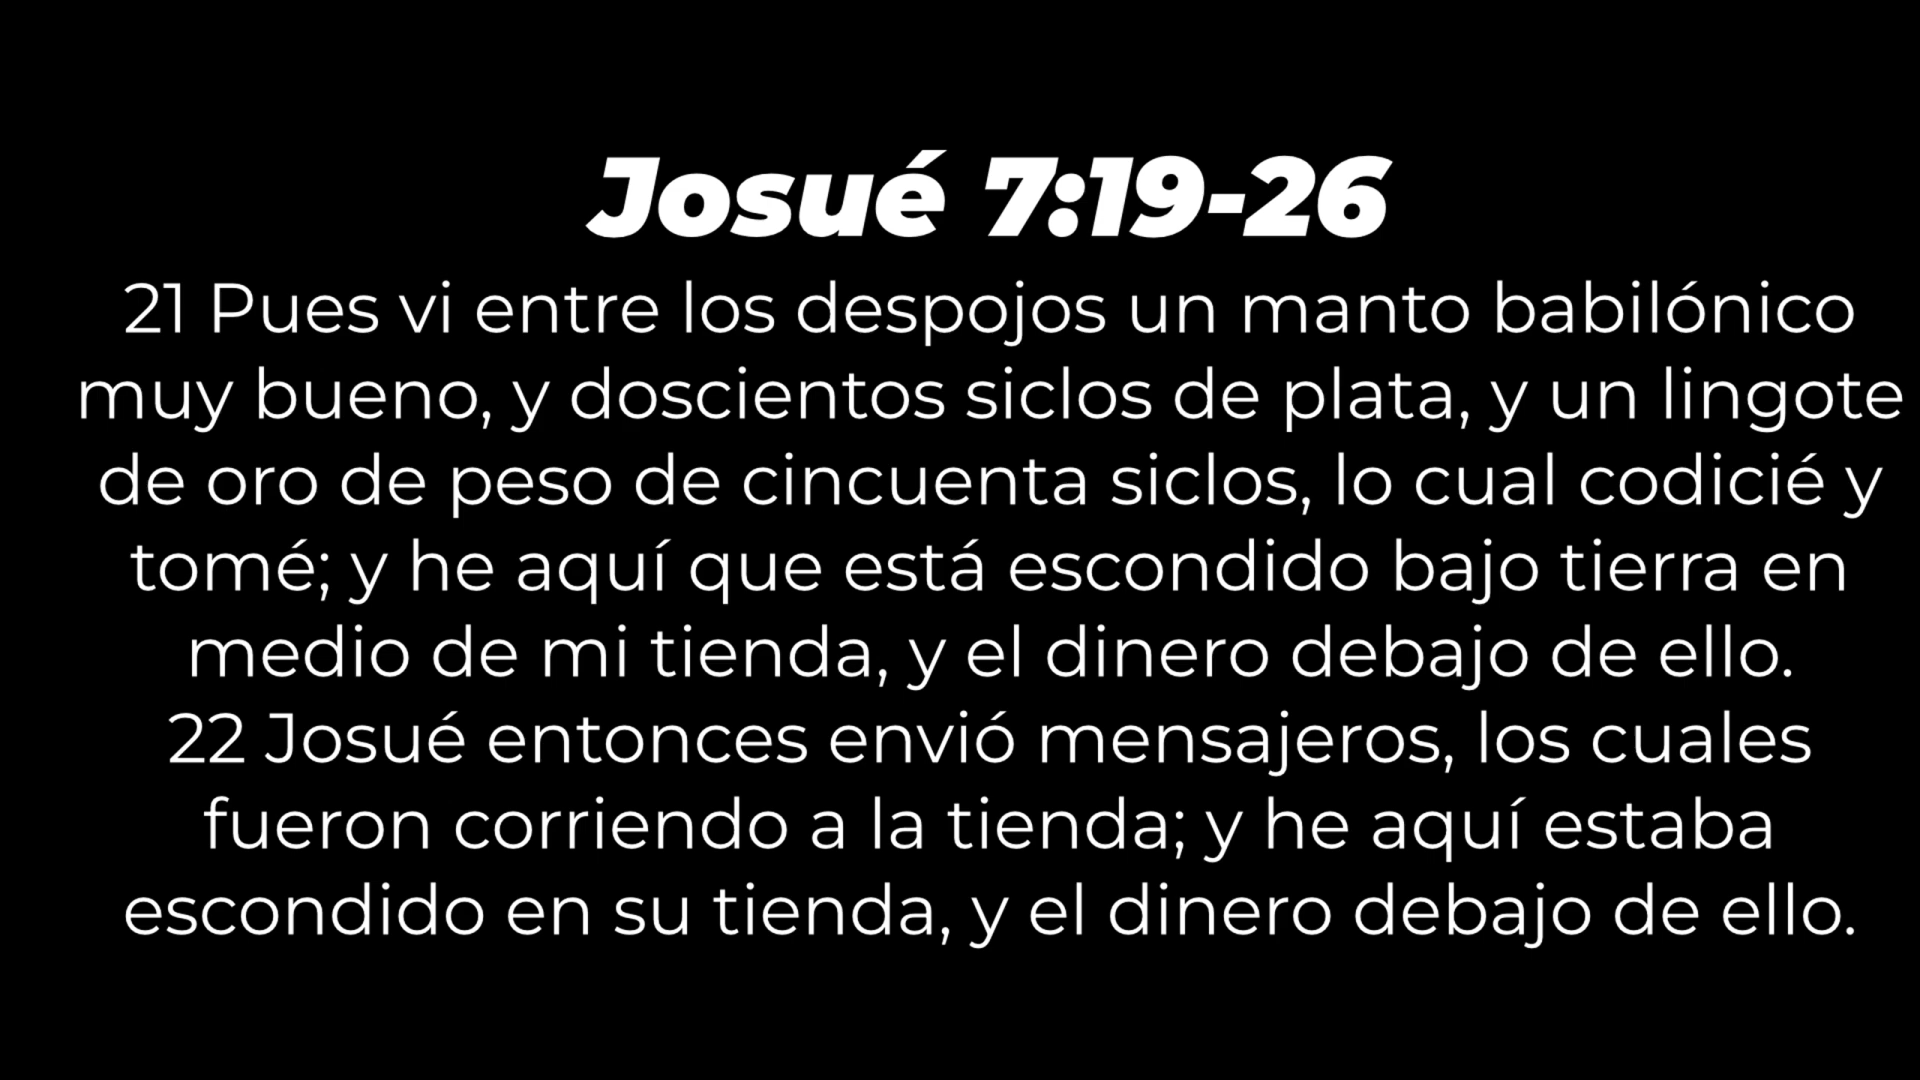 Josué 7:19-26
21 Pues vi entre los despojos un manto babilónico
muy bueno, y doscientos siclos de plata, y un lingote
de oro de peso de cincuenta siclos, lo cual codicié y
tomé; y he aquí que está escondido bajo tierra en
medio de mi tienda, y el dinero debajo de ello.
22 Josué entonces envió mensajeros, los cuales
fueron corriendo a la tienda; y he aquí estaba
escondido en su tienda, y el dinero debajo de ello.